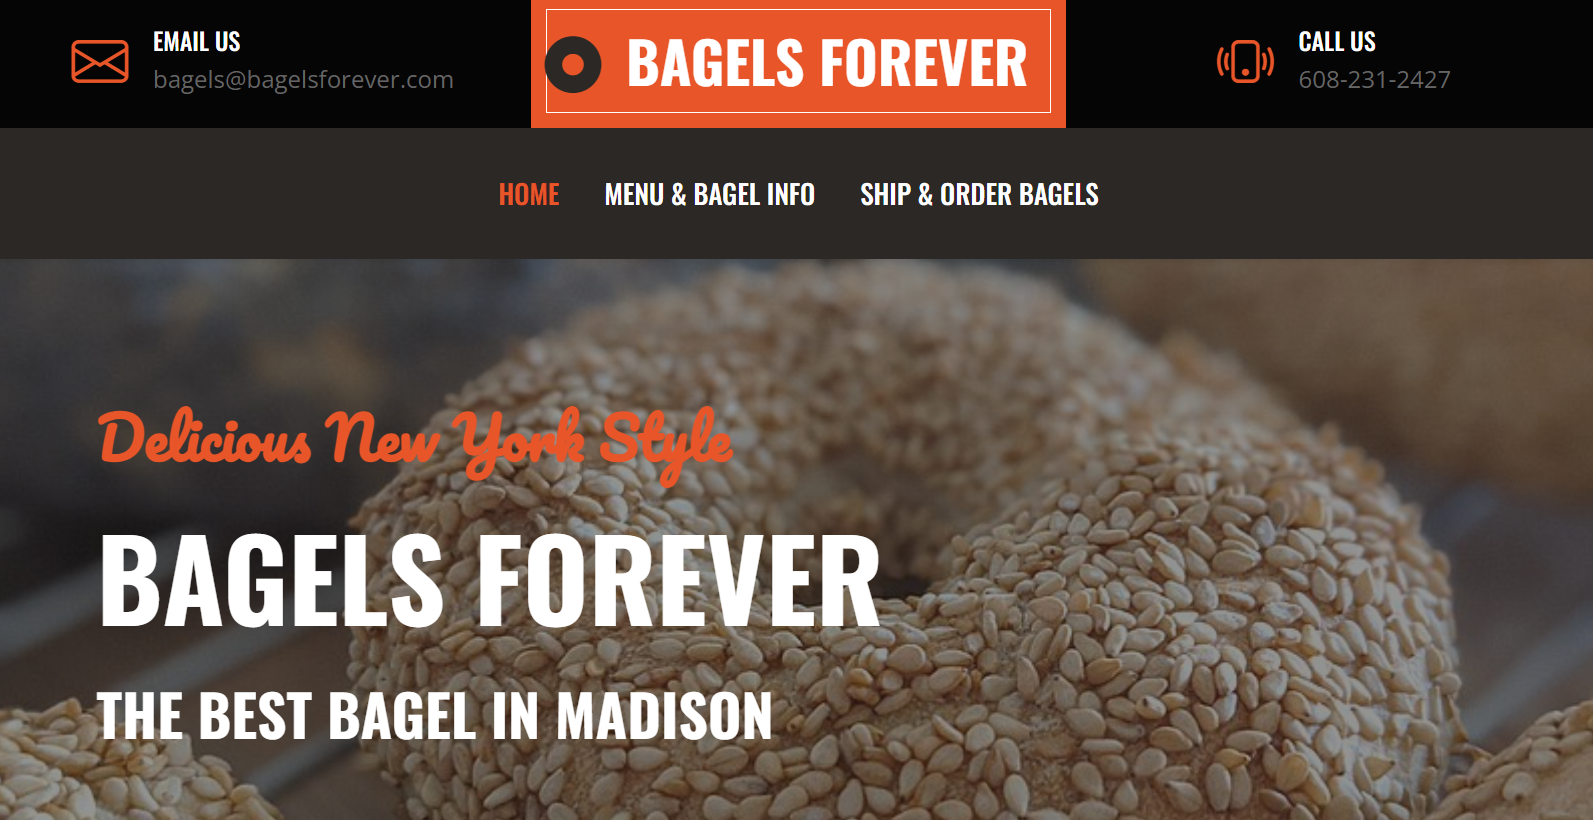 EMAIL US
bagels@bagelsforever.com
BAGELS FOREVER
CALL US
608-231-2427
HOME
MENU & BAGEL INFO
SHIP & ORDER BAGELS
Delicious New York Style
BAGELS FOREVER
THE BEST BAGEL IN MADISON